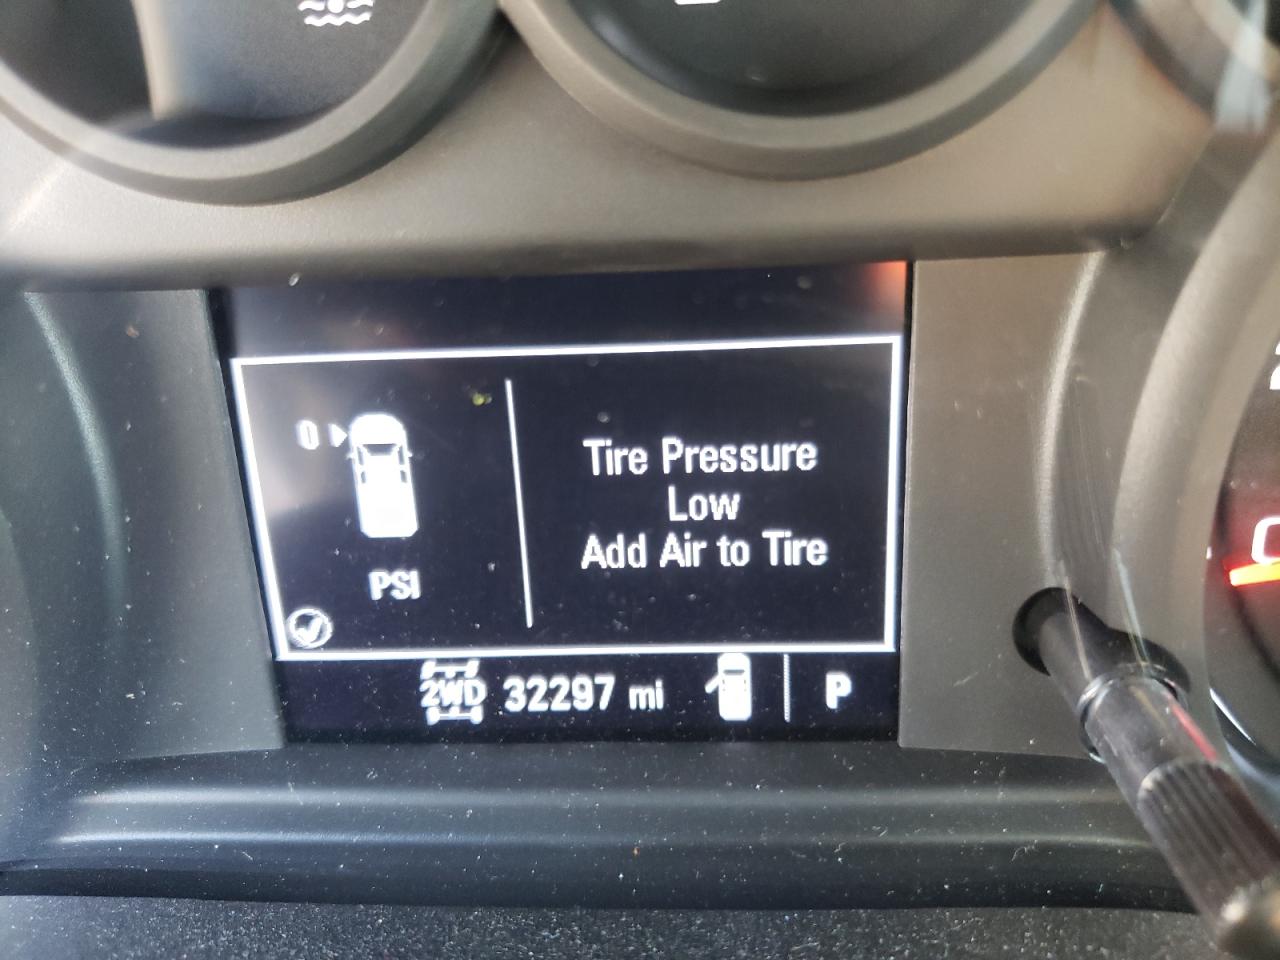 0
Tire Pressure
Low
Add Air to Tire
PSI
2WD 32297 mi P